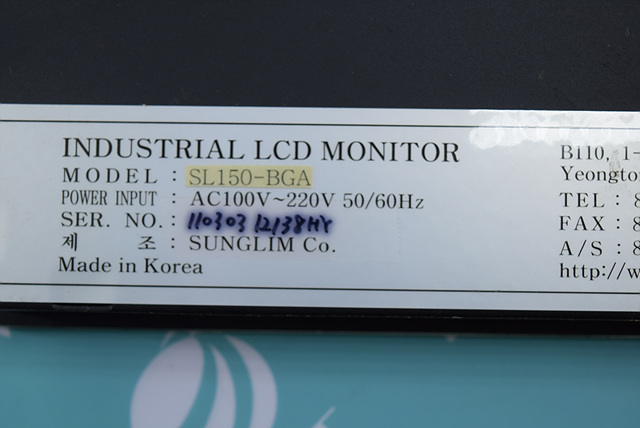 INDUSTRIAL LCD MONITOR
MODEL : SL150-BGA
POWER INPUT : AC100V~220V 50/60Hz
SER. NO. : 110303 12138HY
제 조 : SUNGLIM Co.
Made in Korea
B110, 1-
Yeongto
TEL : 8
FAX : 8
A/S : 8
http://w